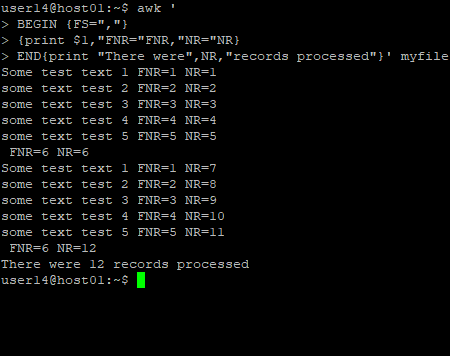 user14@host01:~$ awk '
> BEGIN {FS=","}
> {print $1,"FNR="FNR,"NR="NR}
> END{print "There were",NR,"records processed"}' myfile
Some test text 1 FNR=1 NR=1
some text test 2 FNR=2 NR=2
some text test 3 FNR=3 NR=3
some text test 4 FNR=4 NR=4
some text test 5 FNR=5 NR=5
 FNR=6 NR=6
Some test text 1 FNR=1 NR=7
some text test 2 FNR=2 NR=8
some text test 3 FNR=3 NR=9
some text test 4 FNR=4 NR=10
some text test 5 FNR=5 NR=11
 FNR=6 NR=12
There were 12 records processed
user14@host01:~$